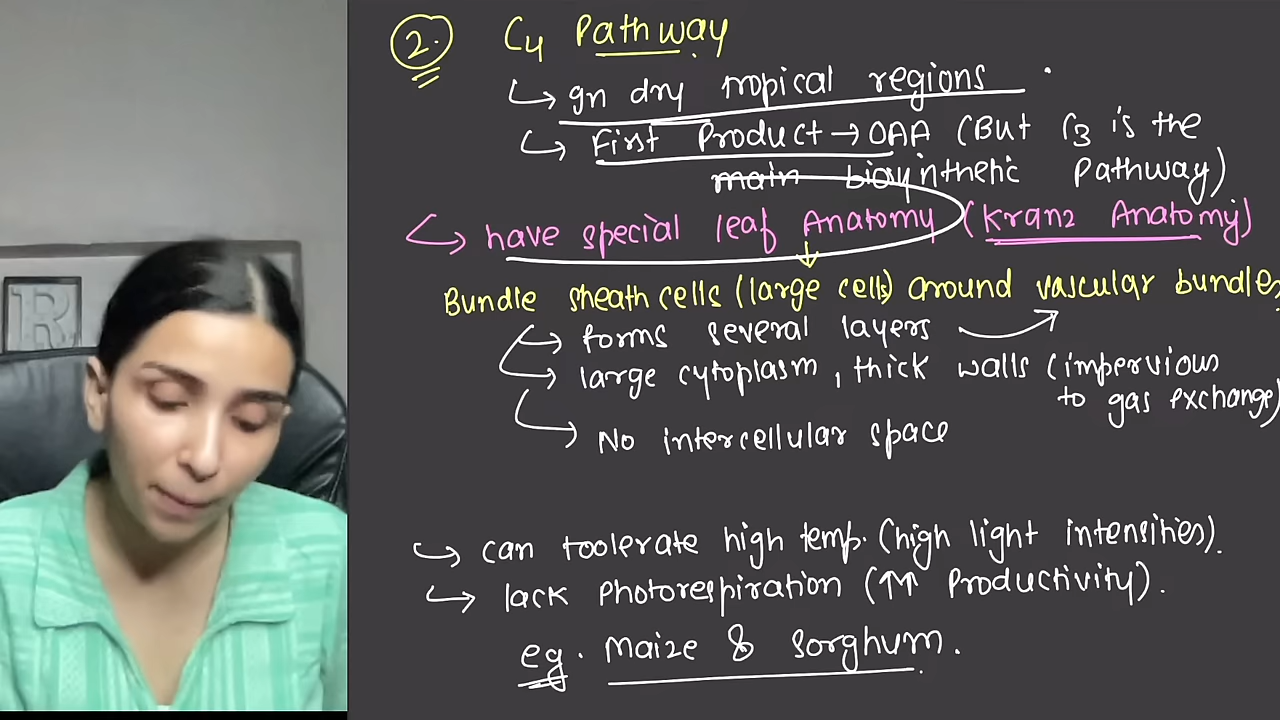 2. C4 Pathway
↳ In dry tropical regions
↳ First Product → OAA (But C3 is the
main biosynthetic Pathway)
↳ have special leaf Anatomy (Kranz Anatomy)
Bundle sheath cells (large cells) around vascular bundles
↳ forms several layers
↳ large cytoplasm, thick walls (impervious
to gas exchange)
↳ No intercellular space
↳ can toolerate high temp. (high light intensities).
↳ lack Photorespiration (↑↑ Productivity).
eg. Maize & Sorghum.
R